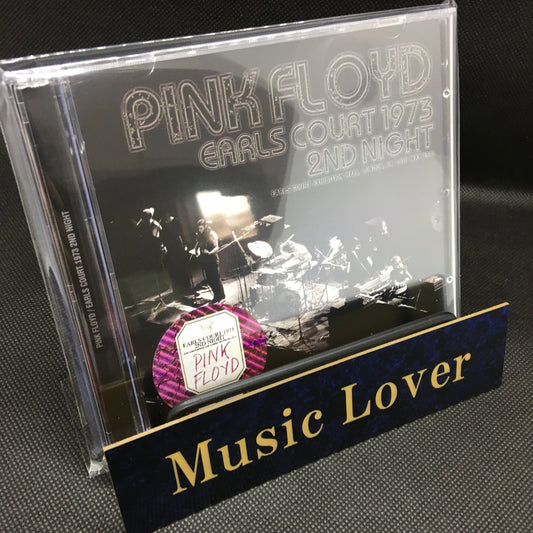 PINK FLOYD
EARLS COURT 1973
2ND NIGHT
PINK FLOYD / EARLS COURT 1973 2ND NIGHT
EARLS COURT 1973
2ND NIGHT
PINK
FLOYD
Music Lover